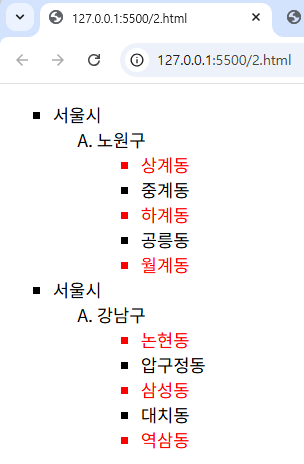 127.0.0.1:5500/2.html
127.0.0.1:5500/2.html
서울시
A. 노원구
상계동
중계동
하계동
공릉동
월계동
서울시
A. 강남구
논현동
압구정동
삼성동
대치동
역삼동